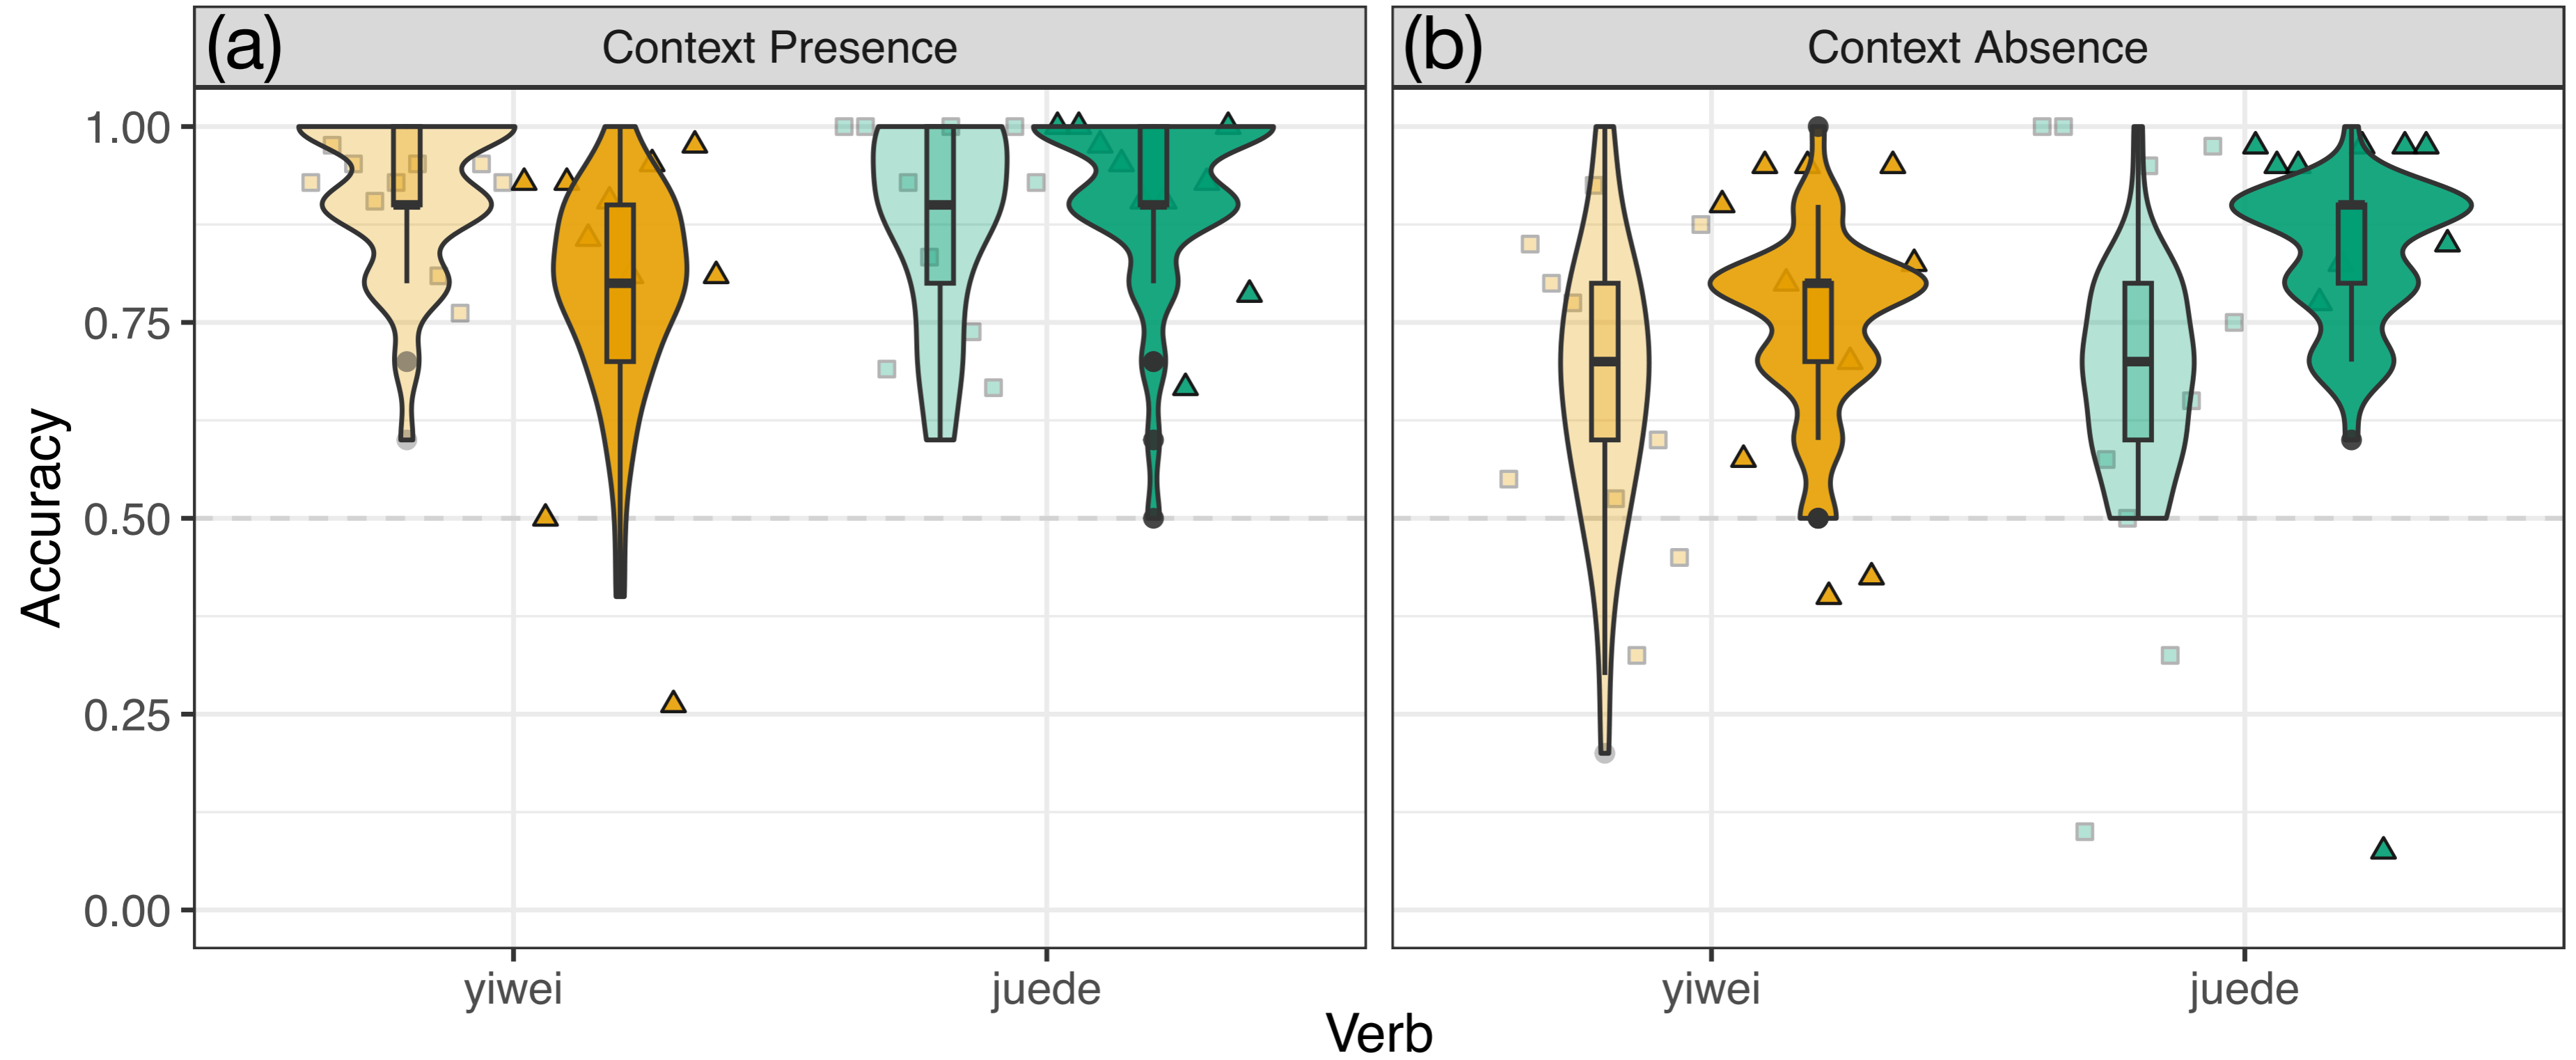 (a) Context Presence
(b) Context Absence
Accuracy
1.00
0.75
0.50
0.25
0.00
yiwei juede
yiwei juede
Verb